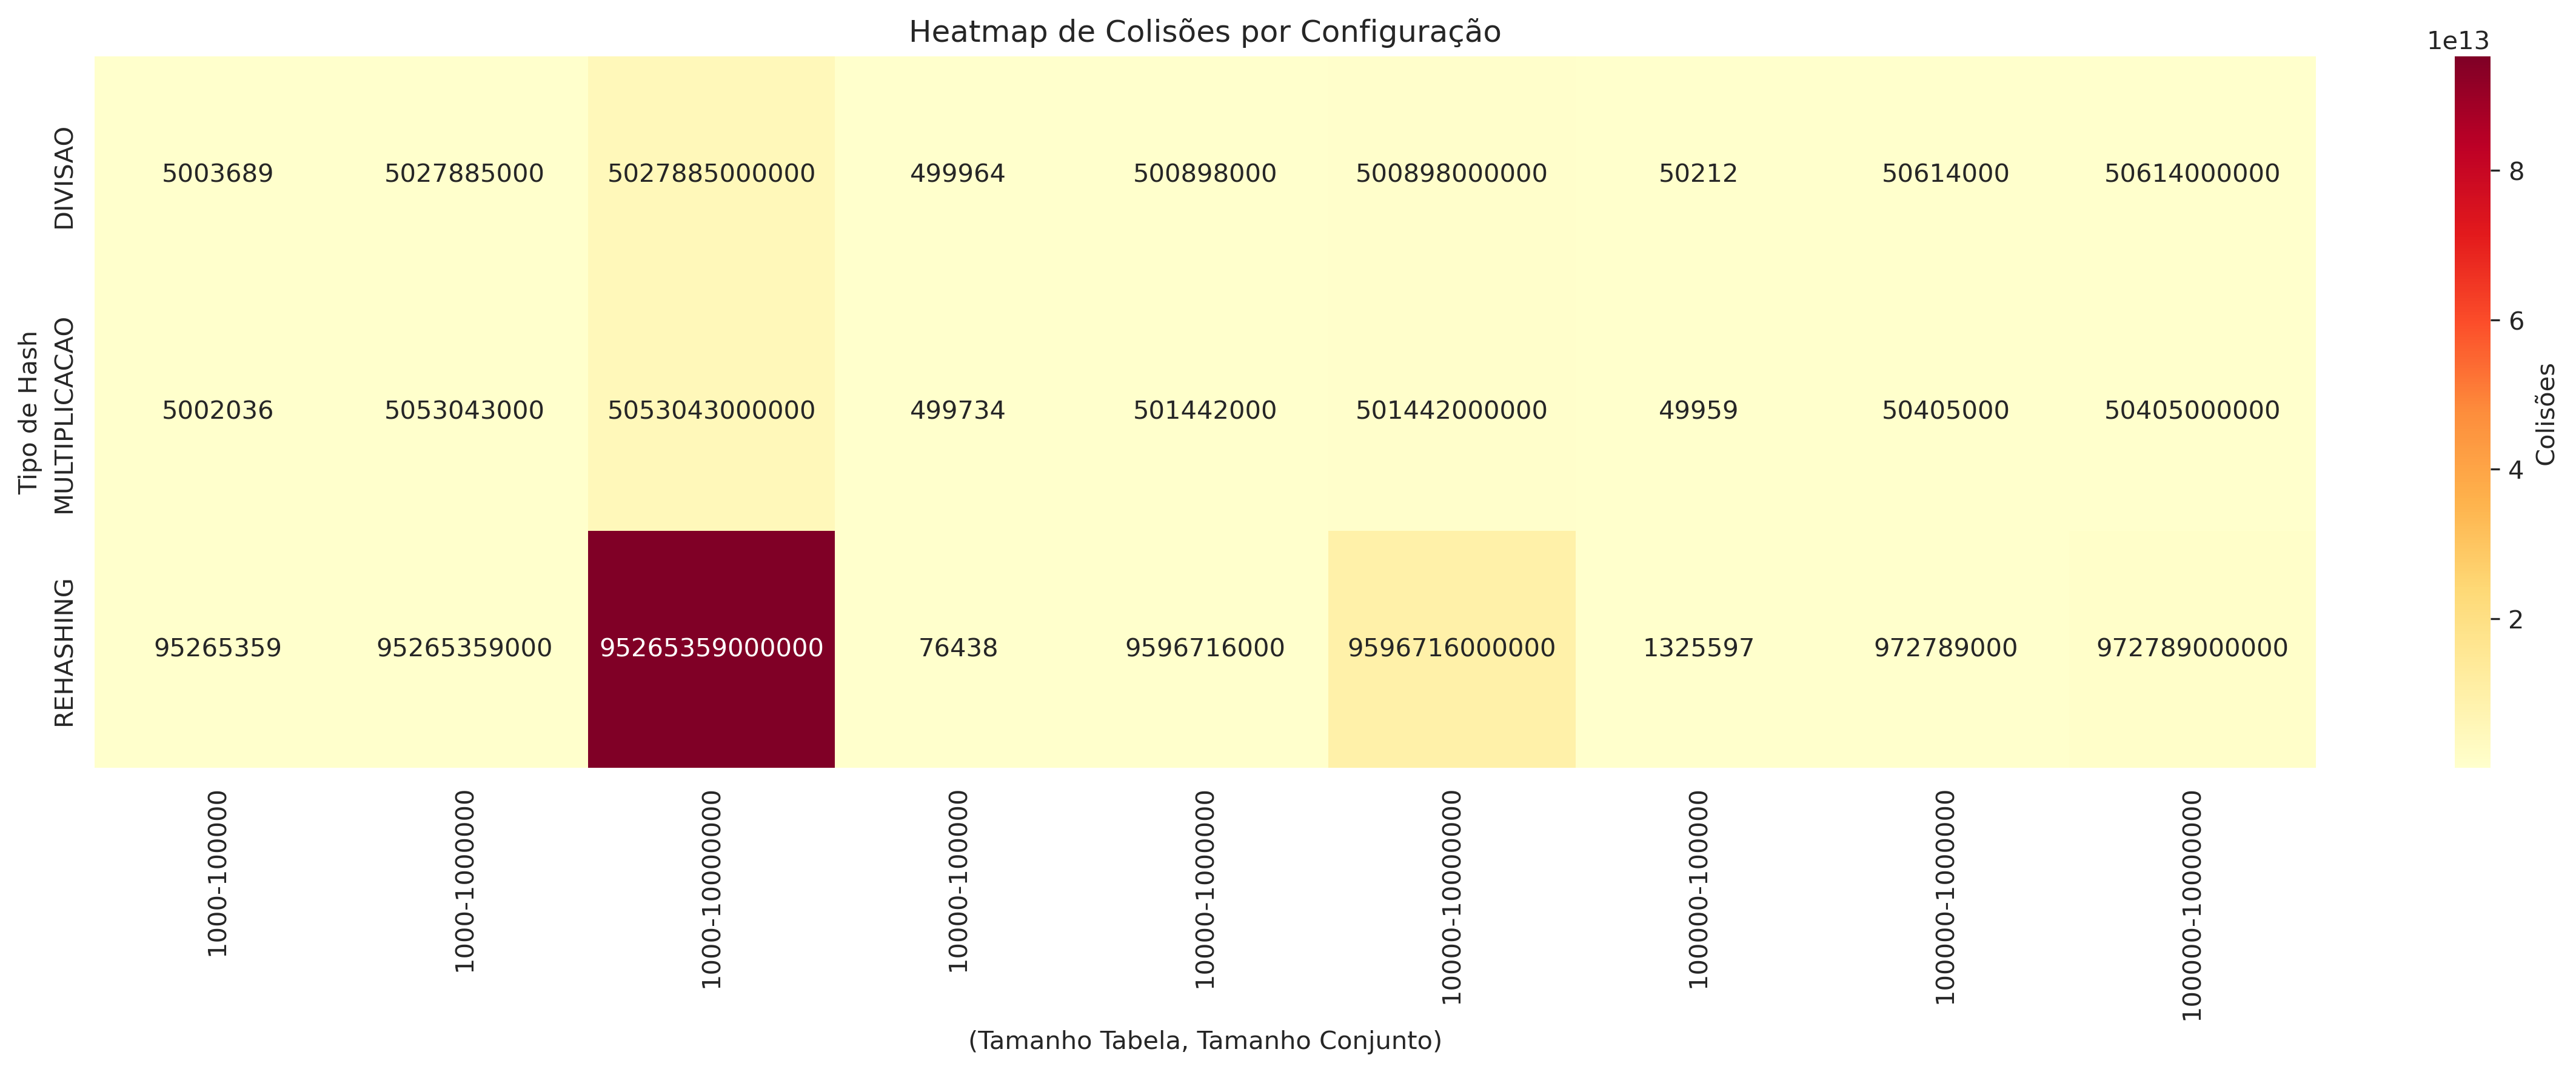 Heatmap de Colisões por Configuração
1e13
DIVISAO
5003689 5027885000 5027885000000 499964 500898000 500898000000 50212 50614000 50614000000
8
Tipo de Hash
MULTIPLICACAO
5002036 5053043000 5053043000000 499734 501442000 501442000000 49959 50405000 50405000000
6
4
Colisões
REHASHING
95265359 95265359000 95265359000000 76438 9596716000 9596716000000 1325597 972789000 972789000000
2
1000-100000
1000-1000000
1000-10000000
10000-100000
10000-1000000
10000-10000000
100000-100000
100000-1000000
100000-10000000
(Tamanho Tabela, Tamanho Conjunto)